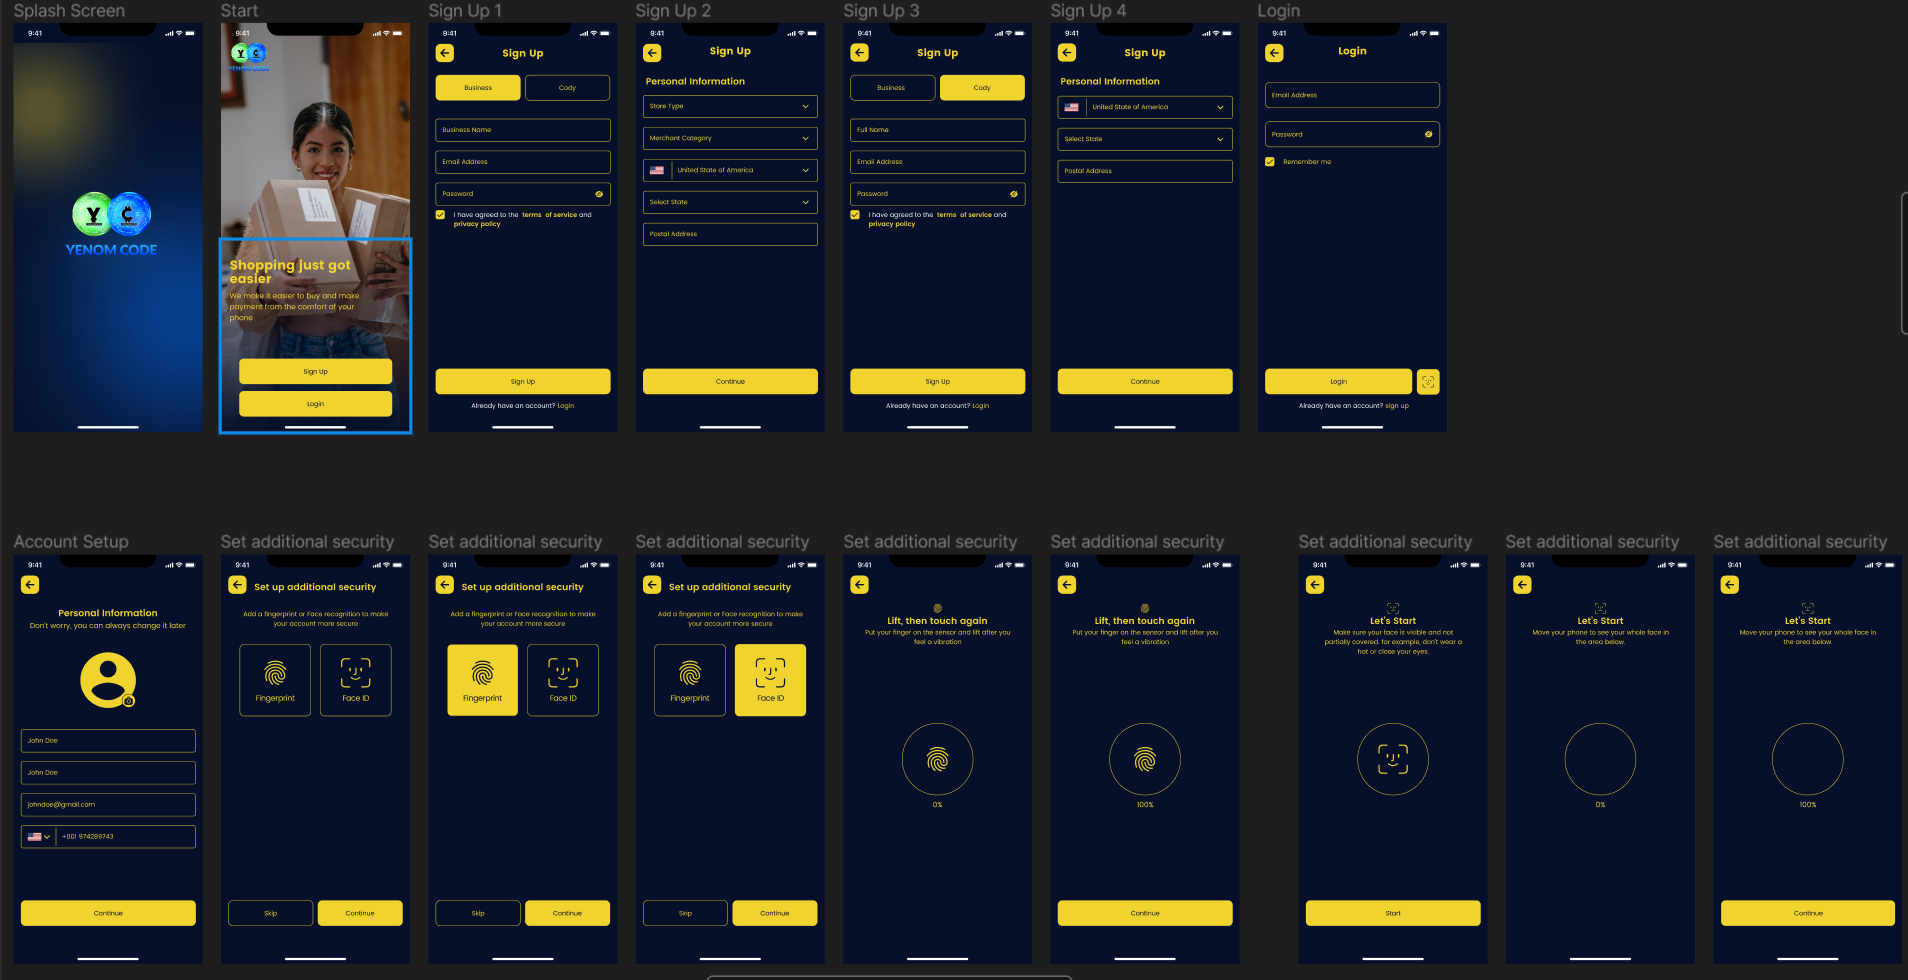 Splash Screen
9:41
YENOM CODE
Start
9:41
YENOM CODE
Shopping just got
easier
We make it easier to buy and make
payment from the comfort of your
phone
Sign Up
Login
Sign Up 1
9:41
Sign Up
Business
Cody
Business Name
Email Address
Password
I have agreed to the terms of service and
privacy policy
Sign Up
Already have an account? Login
Sign Up 2
9:41
Sign Up
Personal Information
Store Type
Merchant Category
United State of America
Select State
Postal Address
Continue
Sign Up 3
9:41
Sign Up
Business
Cody
Full Name
Email Address
Password
I have agreed to the terms of service and
privacy policy
Sign Up
Already have an account? Login
Sign Up 4
9:41
Sign Up
Personal Information
United State of America
Select State
Postal Address
Continue
Login
9:41
Login
Email Address
Password
Remember me
Login
Already have an account? sign up
Account Setup
9:41
Personal Information
Don't worry, you can always change it later
John Doe
John Doe
johndoe@gmail.com
+001 974289743
Continue
Set additional security
9:41
Set up additional security
Add a fingerprint or Face recognition to make
your account more secure
Fingerprint
Face ID
Skip
Continue
Set additional security
9:41
Set up additional security
Add a fingerprint or Face recognition to make
your account more secure
Fingerprint
Face ID
Skip
Continue
Set additional security
9:41
Set up additional security
Add a fingerprint or Face recognition to make
your account more secure
Fingerprint
Face ID
Skip
Continue
Set additional security
9:41
Lift, then touch again
Put your finger on the sensor and lift after you
feel a vibration
0%
Set additional security
9:41
Lift, then touch again
Put your finger on the sensor and lift after you
feel a vibration
100%
Continue
Set additional security
9:41
Let's Start
Make sure your face is visible and not
partially covered, for example, don't wear a
hat or close your eyes.
Start
Set additional security
9:41
Let's Start
Move your phone to see your whole face in
the area below.
0%
Set additional security
9:41
Let's Start
Move your phone to see your whole face in
the area below.
100%
Continue